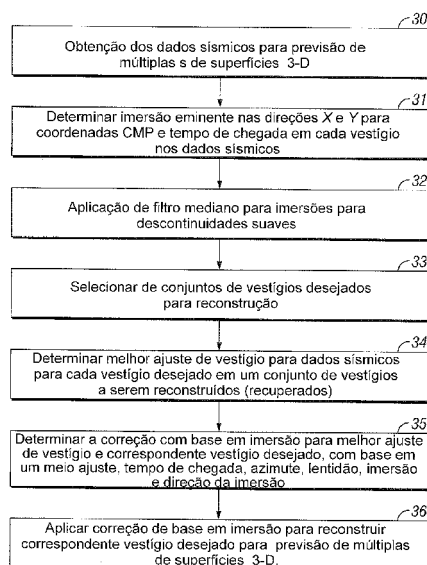 30
Obtenção dos dados sísmicos para previsão de
múltiplas s de superfícies 3-D
31
Determinar imersão eminente nas direções X e Y para
coordenadas CMP e tempo de chegada em cada vestígio
nos dados sísmicos
32
Aplicação de filtro mediano para imersões para
descontinuidades suaves
33
Selecionar de conjuntos de vestígios desejados
para reconstrução
34
Determinar melhor ajuste de vestígio para dados sísmicos
para cada vestígio desejado em um conjunto de vestígios
a serem reconstruídos (recuperados)
35
Determinar a correção com base em imersão para melhor ajuste
de vestígio e correspondente vestígio desejado, com base
em um meio ajuste, tempo de chegada, azimute, lentidão, imersão
e direção da imersão
36
Aplicar correção de base em imersão para reconstruir
correspondente vestígio desejado para previsão de múltiplas
de superfícies 3-D.